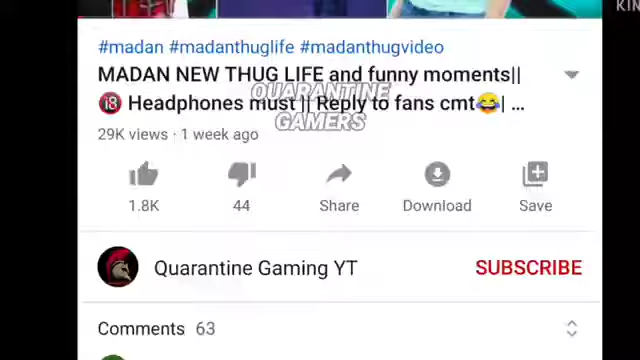 KIN
#madan #madanthuglife #madanthugvideo
MADAN NEW THUG LIFE and funny moments||
🔞 Headphones must || Reply to fans cmt😂| ...
QUARANTINE
GAMERS
29K views · 1 week ago
1.8K
44
Share
Download
Save
Quarantine Gaming YT
SUBSCRIBE
Comments 63